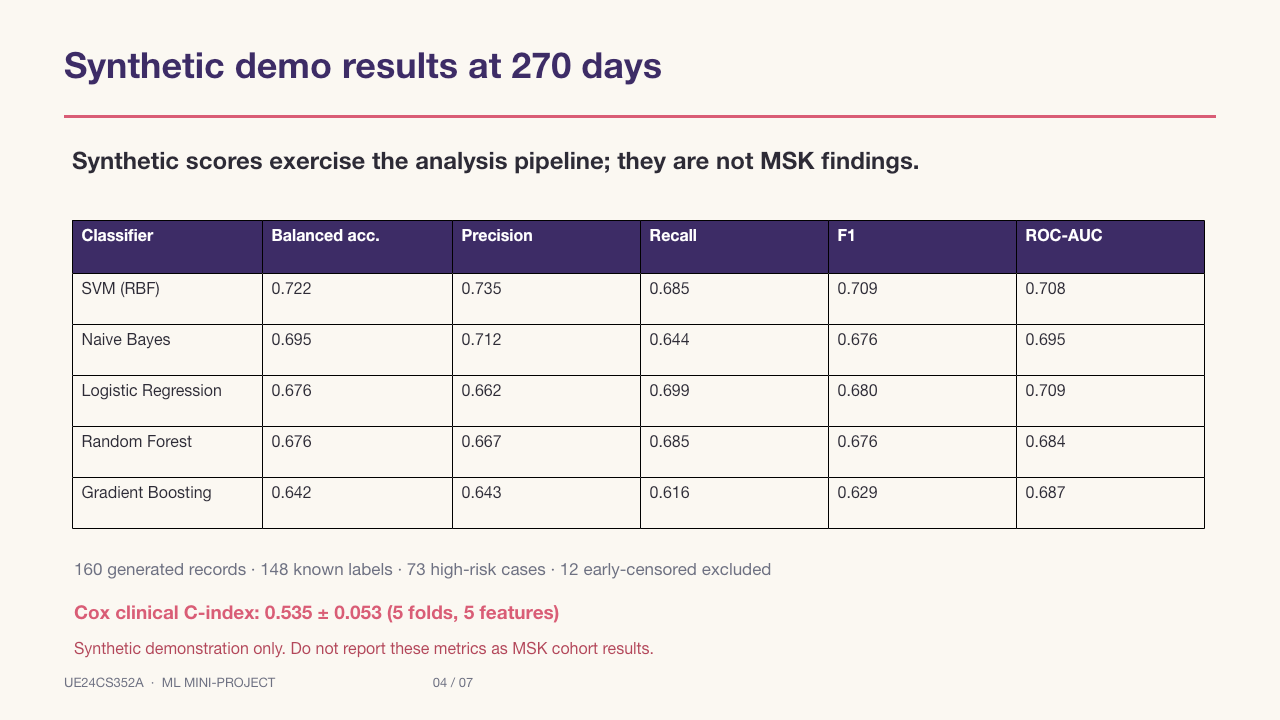 Synthetic demo results at 270 days
Synthetic scores exercise the analysis pipeline; they are not MSK findings.
Classifier Balanced acc. Precision Recall F1 ROC-AUC
SVM (RBF) 0.722 0.735 0.685 0.709 0.708
Naive Bayes 0.695 0.712 0.644 0.676 0.695
Logistic Regression 0.676 0.662 0.699 0.680 0.709
Random Forest 0.676 0.667 0.685 0.676 0.684
Gradient Boosting 0.642 0.643 0.616 0.629 0.687
160 generated records · 148 known labels · 73 high-risk cases · 12 early-censored excluded
Cox clinical C-index: 0.535 ± 0.053 (5 folds, 5 features)
Synthetic demonstration only. Do not report these metrics as MSK cohort results.
UE24CS352A · ML MINI-PROJECT 04 / 07